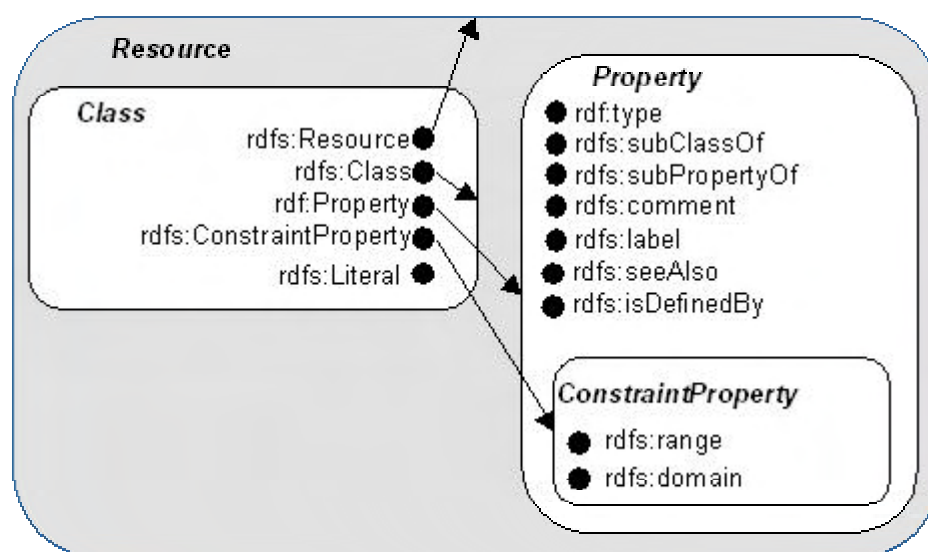 Resource
Class
rdfs:Resource
rdfs:Class
rdf:Property
rdfs:ConstraintProperty
rdfs:Literal
Property
rdf:type
rdfs:subClassOf
rdfs:subPropertyOf
rdfs:comment
rdfs:label
rdfs:seeAlso
rdfs:isDefinedBy
ConstraintProperty
rdfs:range
rdfs:domain